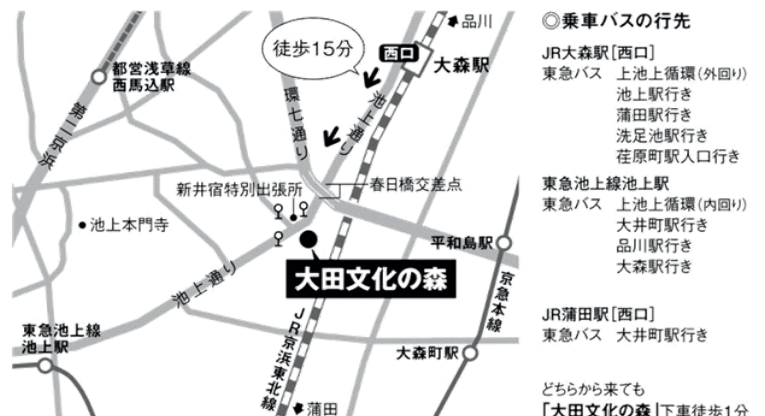 品川
徒歩15分
西口
大森駅
都営浅草線
西馬込駅
第二京浜
環七通り
池上通り
新井宿特別出張所
春日橋交差点
池上本門寺
平和島駅
池上通り
大田文化の森
京急本線
JR京浜東北線
東急池上線
池上駅
大森町駅
蒲田
◎乗車バスの行先
JR大森駅[西口]
東急バス 上池上循環(外回り)
池上駅行き
蒲田駅行き
洗足池駅行き
荏原町駅入口行き
東急池上線池上駅
東急バス 上池上循環(内回り)
大井町駅行き
品川駅行き
大森駅行き
JR蒲田駅[西口]
東急バス 大井町駅行き
どちらから来ても
「大田文化の森」下車徒歩1分